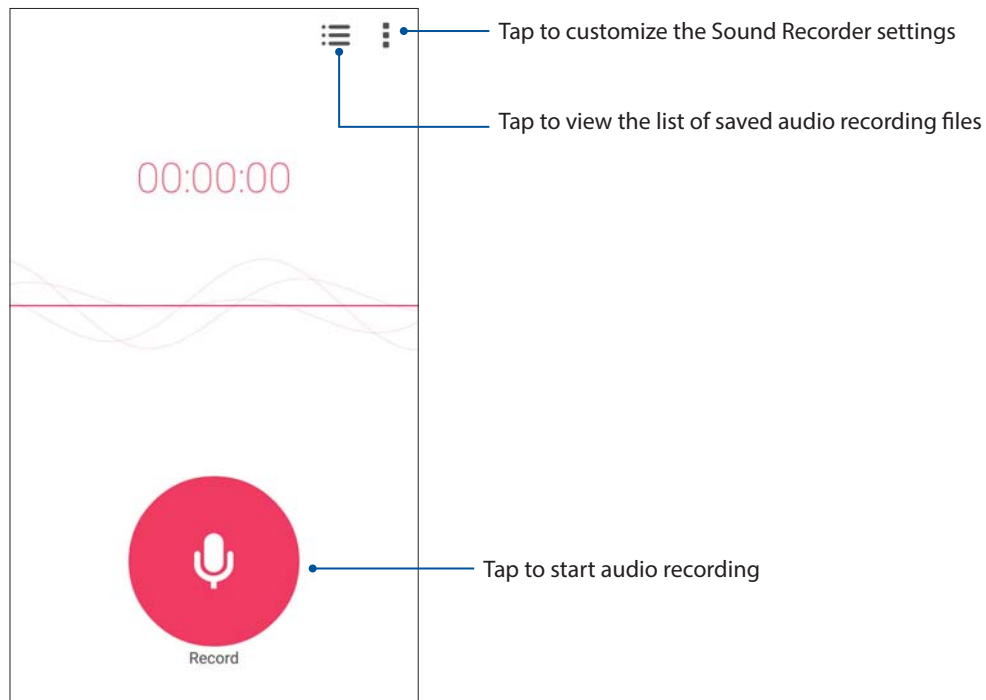 Tap to customize the Sound Recorder settings
Tap to view the list of saved audio recording files
00:00:00
Tap to start audio recording
Record